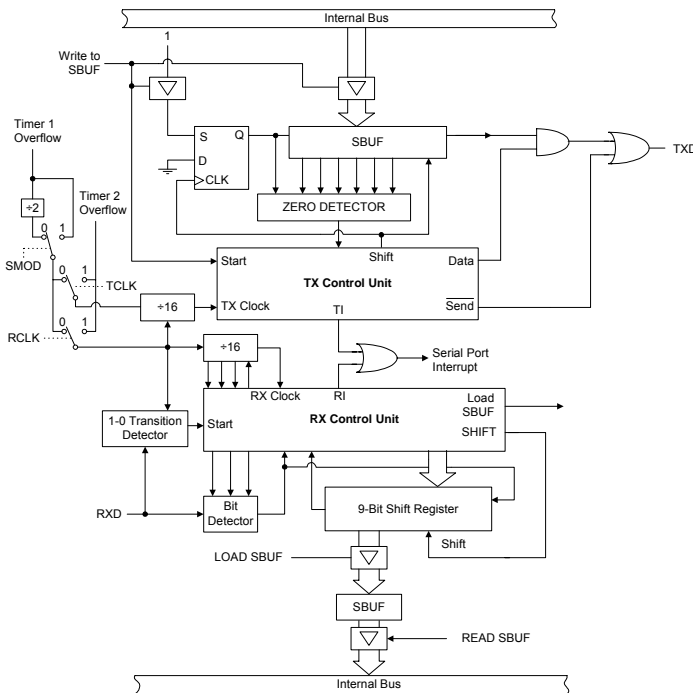 Internal Bus
1
Write to
SBUF
S
Q
D
CLK
SBUF
TXD
Timer 1
Overflow
Timer 2
Overflow
÷2
0
1
SMOD
ZERO DETECTOR
Shift
Start
Data
TX Control Unit
TX Clock
TI
Send
0
1
TCLK
÷16
RCLK
0
1
÷16
Serial Port
Interrupt
RX Clock
RI
Load
SBUF
RX Control Unit
Start
SHIFT
1-0 Transition
Detector
RXD
Bit
Detector
9-Bit Shift Register
Shift
LOAD SBUF
SBUF
READ SBUF
Internal Bus